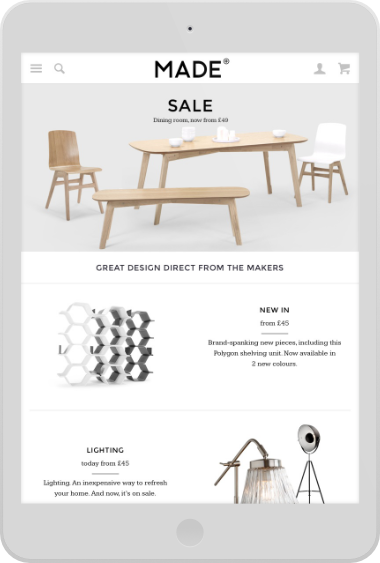 MADE®
SALE
Dining room, now from £49
GREAT DESIGN DIRECT FROM THE MAKERS
NEW IN
from £45
Brand-spanking new pieces, including this
Polygon shelving unit. Now available in
2 new colours.
LIGHTING
today from £45
Lighting. An inexpensive way to refresh
your home. And now, it's on sale.